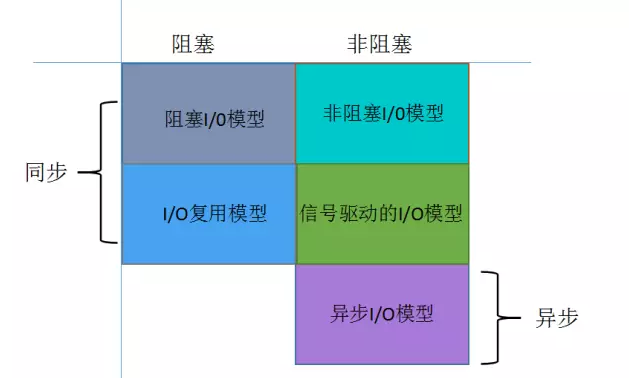 阻塞
非阻塞
阻塞I/0模型
非阻塞I/0模型
同步
I/O复用模型
信号驱动的I/O模型
异步I/O模型
异步